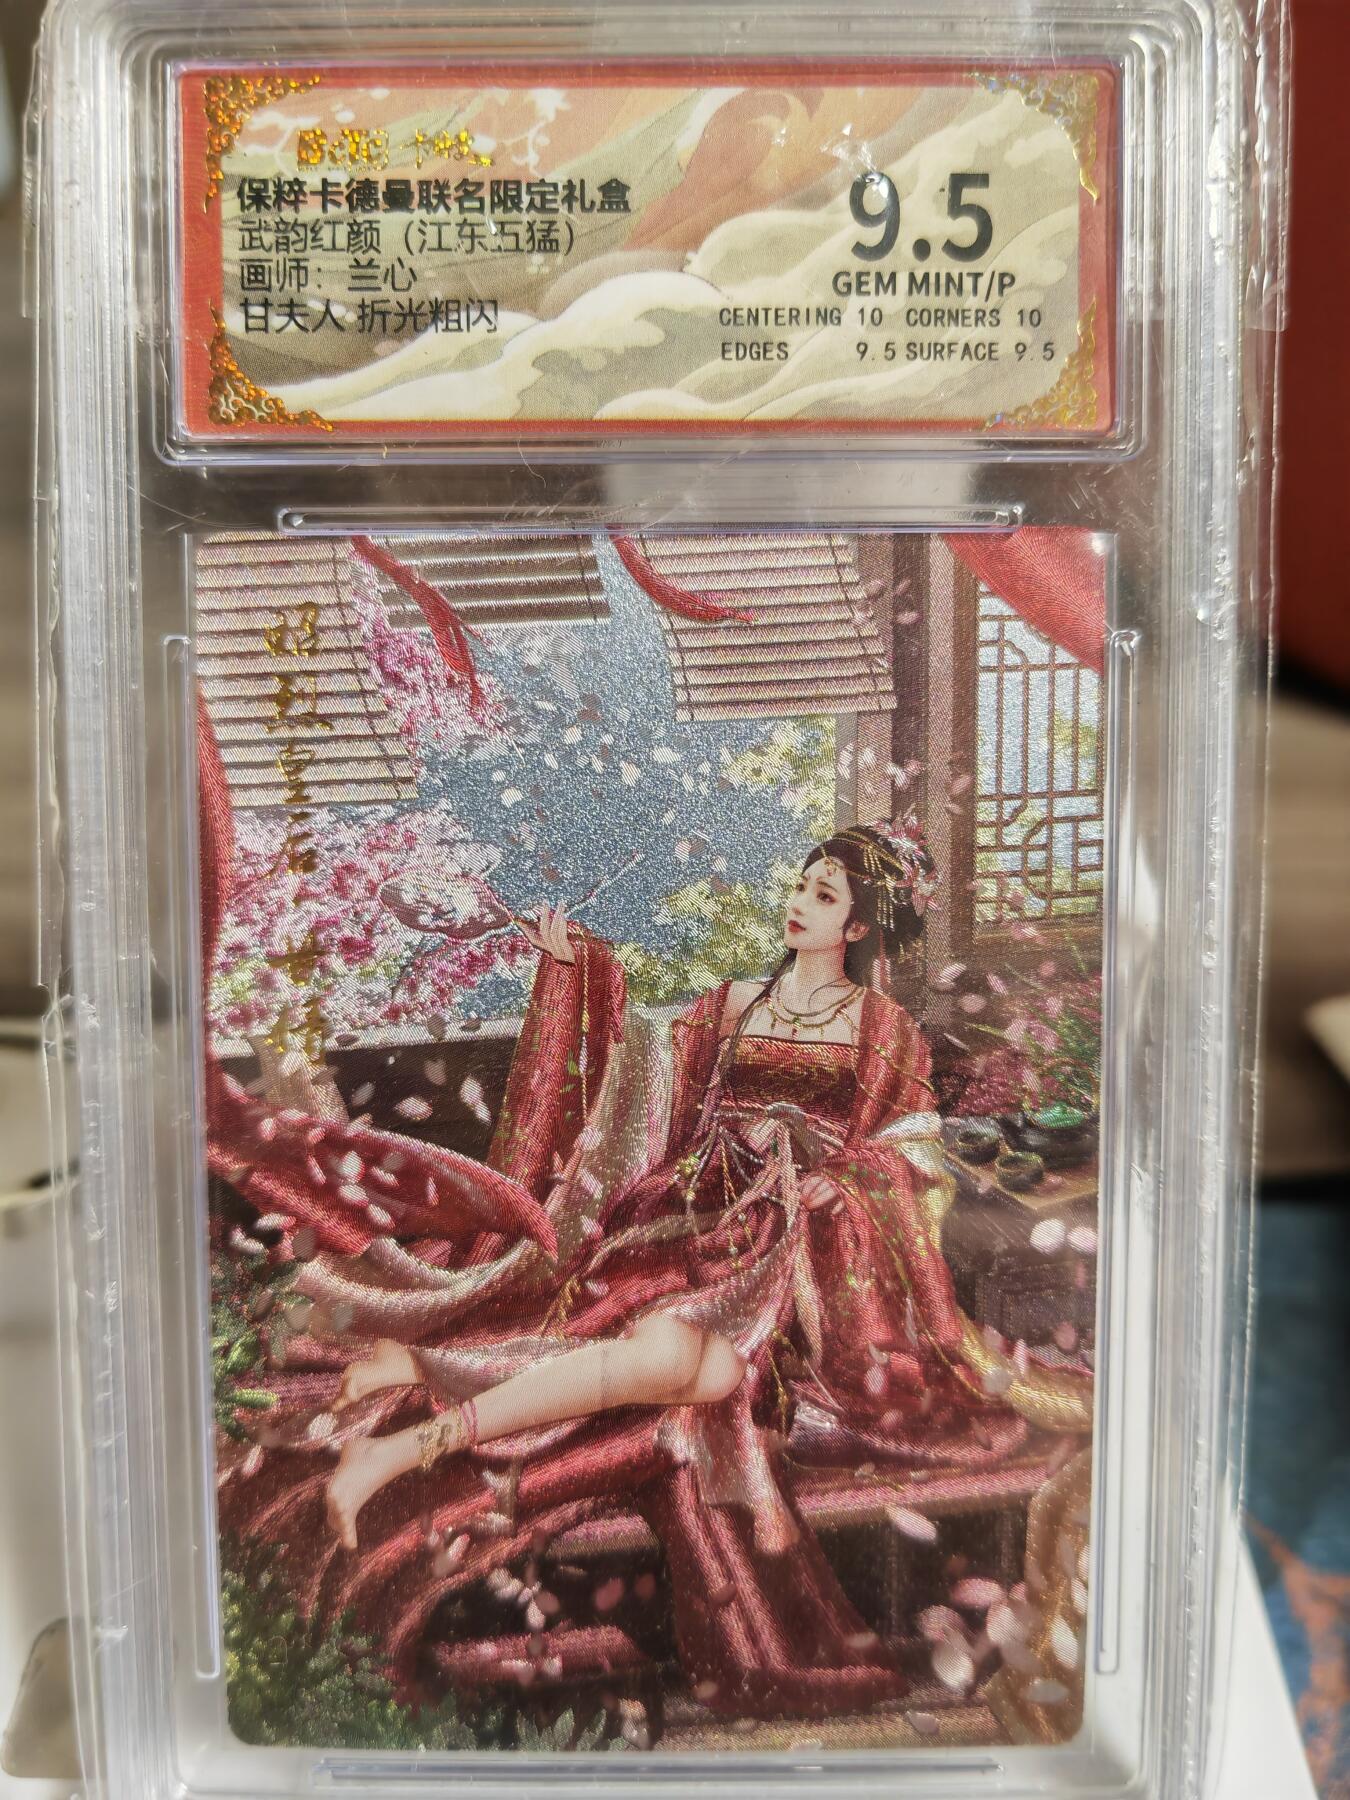 保粹卡德曼联名限定礼盒
武韵红颜（江东五猛）
画师：兰心
甘夫人 折光粗闪
9.5
GEM MINT/P
CENTERING 10 CORNERS 10
EDGES 9.5 SURFACE 9.5
昭烈皇后·甘梅